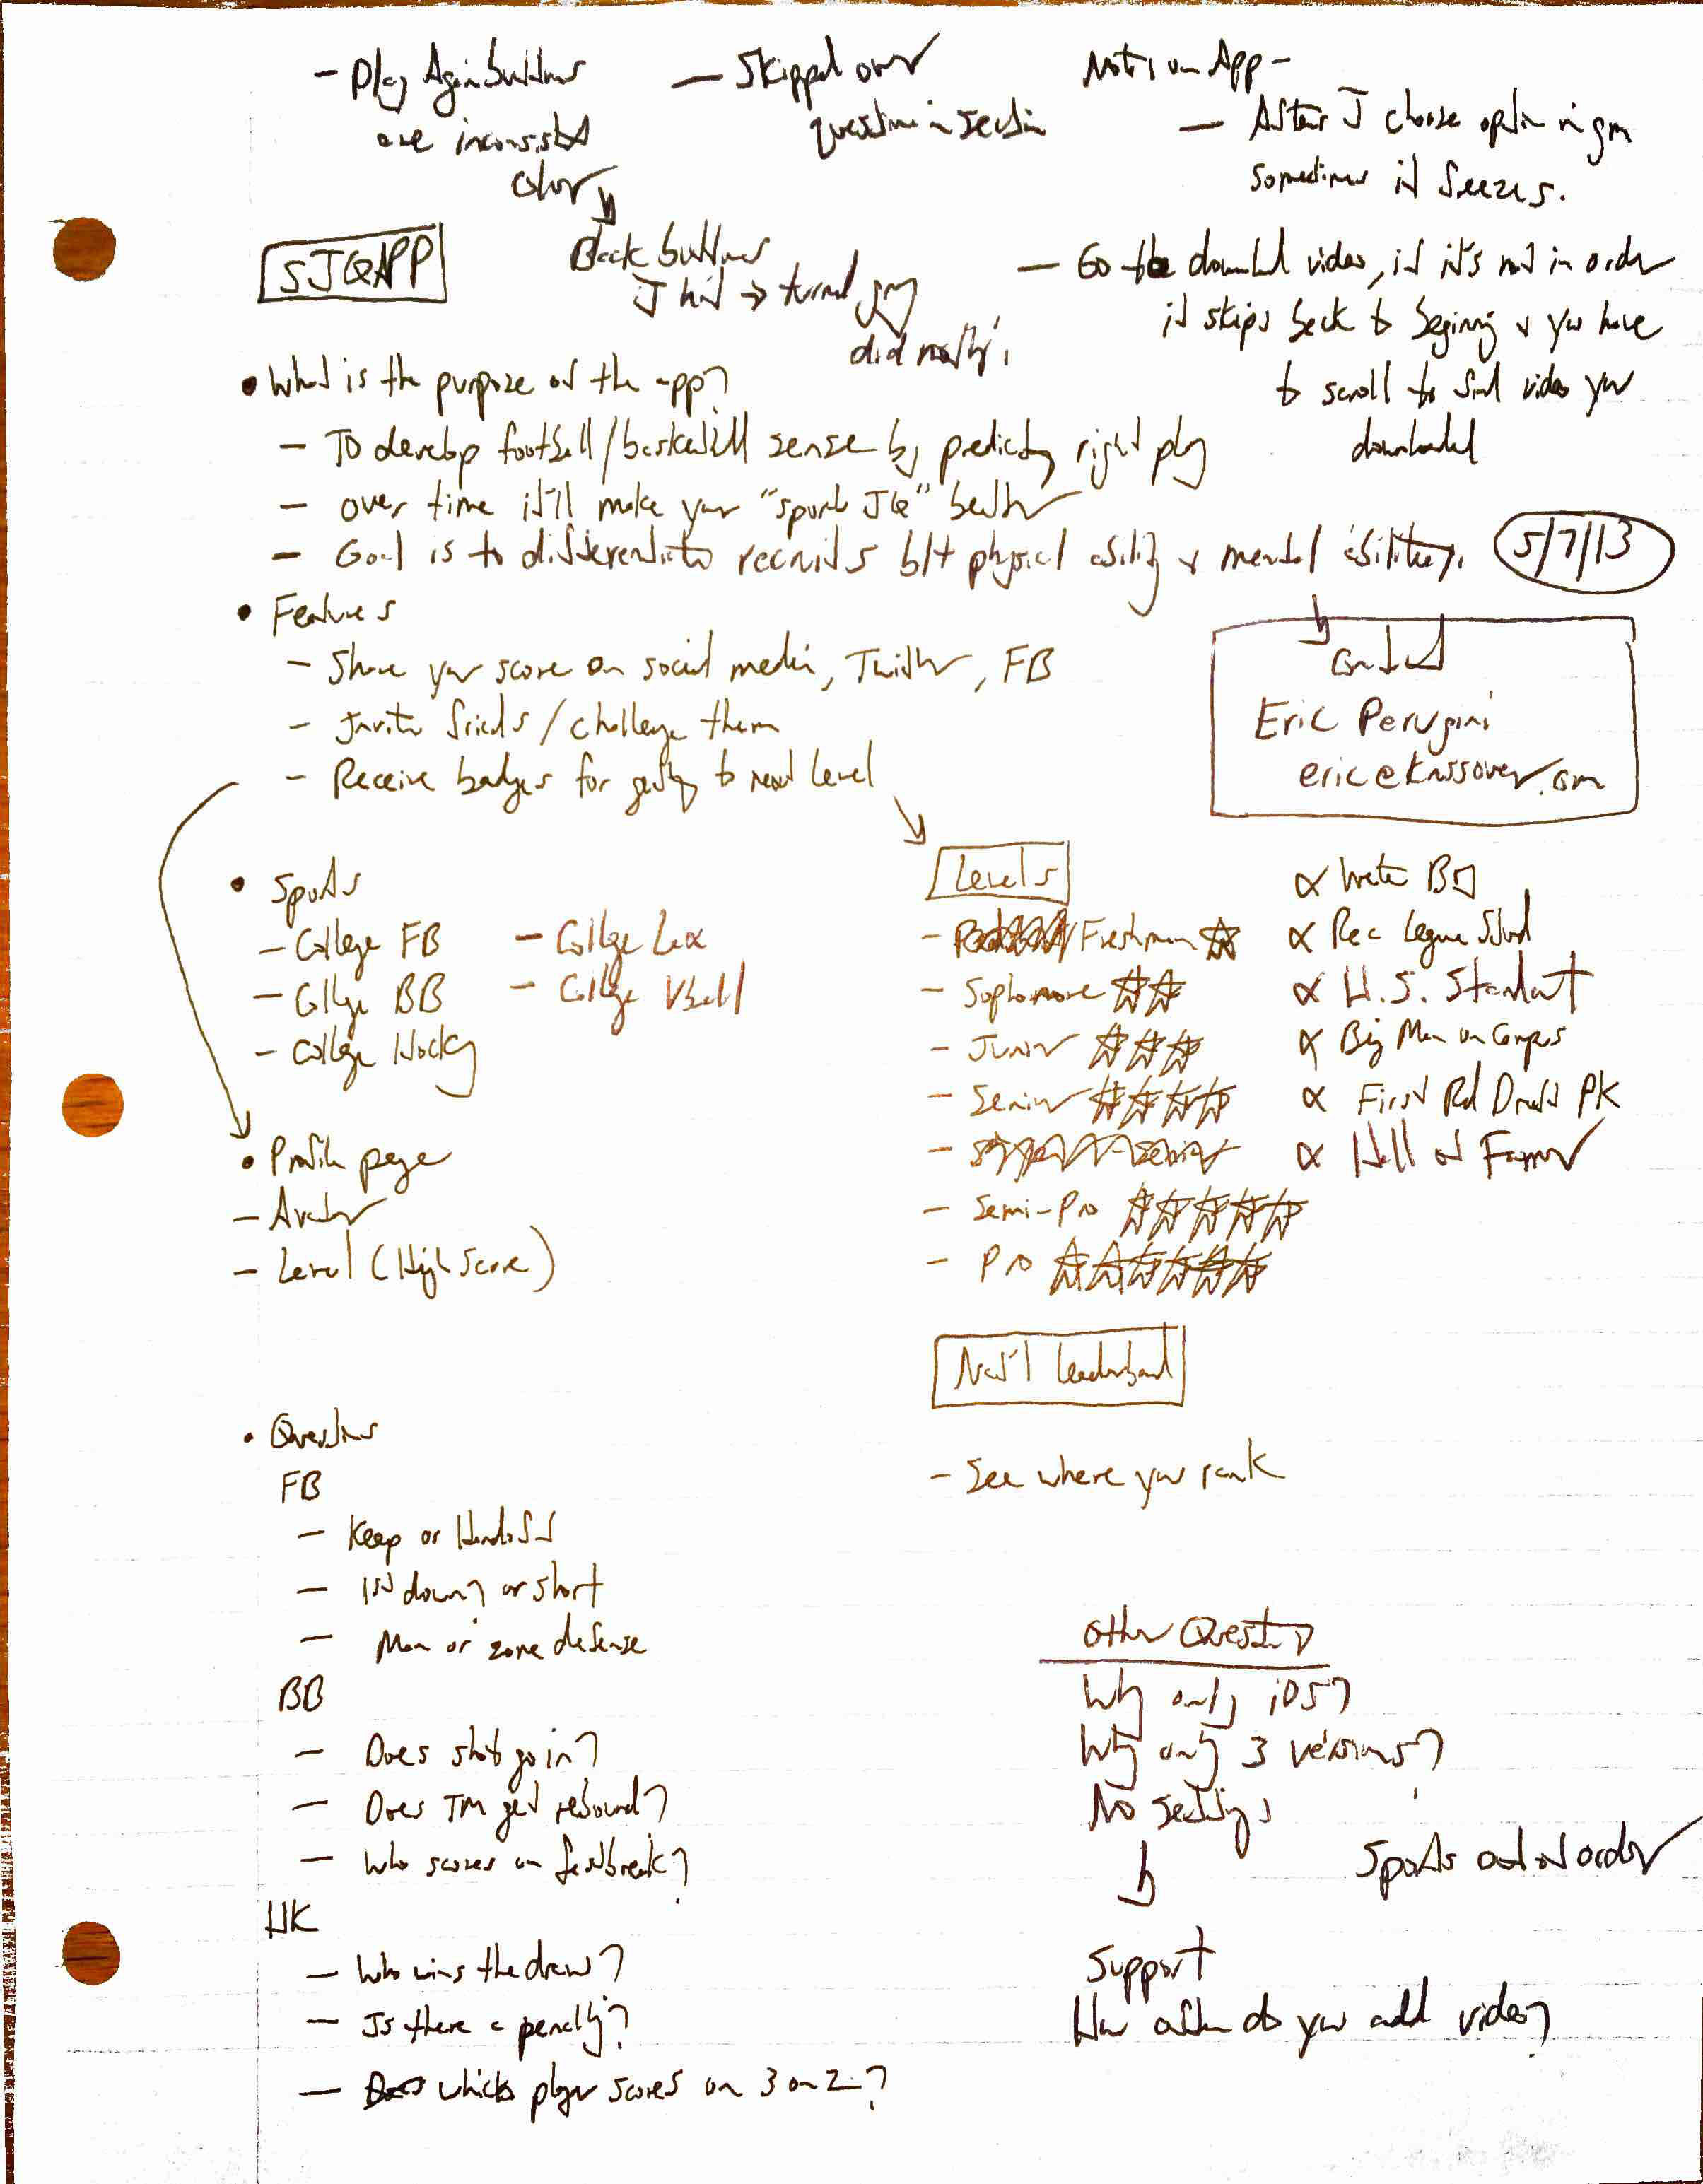 - Play Again buttons
are inconsistent
color
- Skipped over
question in section
Notes on App -
- After I choose option in gm
sometimes it freezes.
SIQ APP
Back buttons
I hit → turned gray
did nothing.
- Go to download video, if it's not in order
it skips back to beginning & you have
to scroll to find video you
downloaded
• What is the purpose of the app?
- To develop football/basketball sense by predicting right play
- over time it'll make your "sports IQ" better
- Goal is to differentiate recruits b/t physical ability & mental ability.
5/7/13
• Features
- Share your score on social media, Twitter, FB
- Invite friends / challenge them
- Receive badges for getting to next level
Contact
Eric Perugini
eric@krossover.com
• Sports
- College FB
- College BB
- College Hocky
- College Lax
- College Vball
• Profile page
- Avatar
- Level (High Score)
Levels
- Freshman
- Sophomore
- Junior
- Senior
- Super-senior
- Semi-Pro
- Pro
∝ Water Boy
∝ Rec League Stud
∝ H.S. Standout
∝ Big Man on Campus
∝ First Rd Draft PK
∝ Hall of Famer
Nat'l leaderboard
- See where you rank
• Questions
FB
- Keep or Handoff
- 1st down? or short
- Man or zone defense
BB
- Does shot go in?
- Does TM get rebound?
- Who scores on fastbreak?
HK
- Who wins the draw?
- Is there a penalty?
- Does which player scores on 3 on 2?
Other Questions
Why only iOS?
Why only 3 versions?
No settings
Sports out of order
Support
How often do you add video?